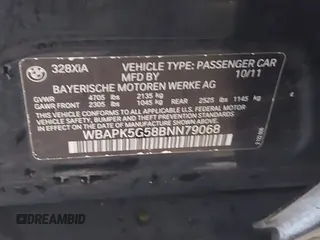 328XiA VEHICLE TYPE: PASSENGER CAR
10/11
BAYERISCHE MOTOREN WERKE AG
GVWR 4705 lbs 2135 kg
GAWR FRONT 2305 lbs 1045 kg REAR 2525 lbs 1145 kg
THIS VEHICLE CONFORMS TO ALL APPLICABLE FEDERAL MOTOR VEHICLE SAFETY, BUMPER AND THEFT PREVENTION STANDARDS IN EFFECT ON THE DATE OF MANUFACTURE SHOWN ABOVE
WBAPK5G58BNN79068
DREAMBID